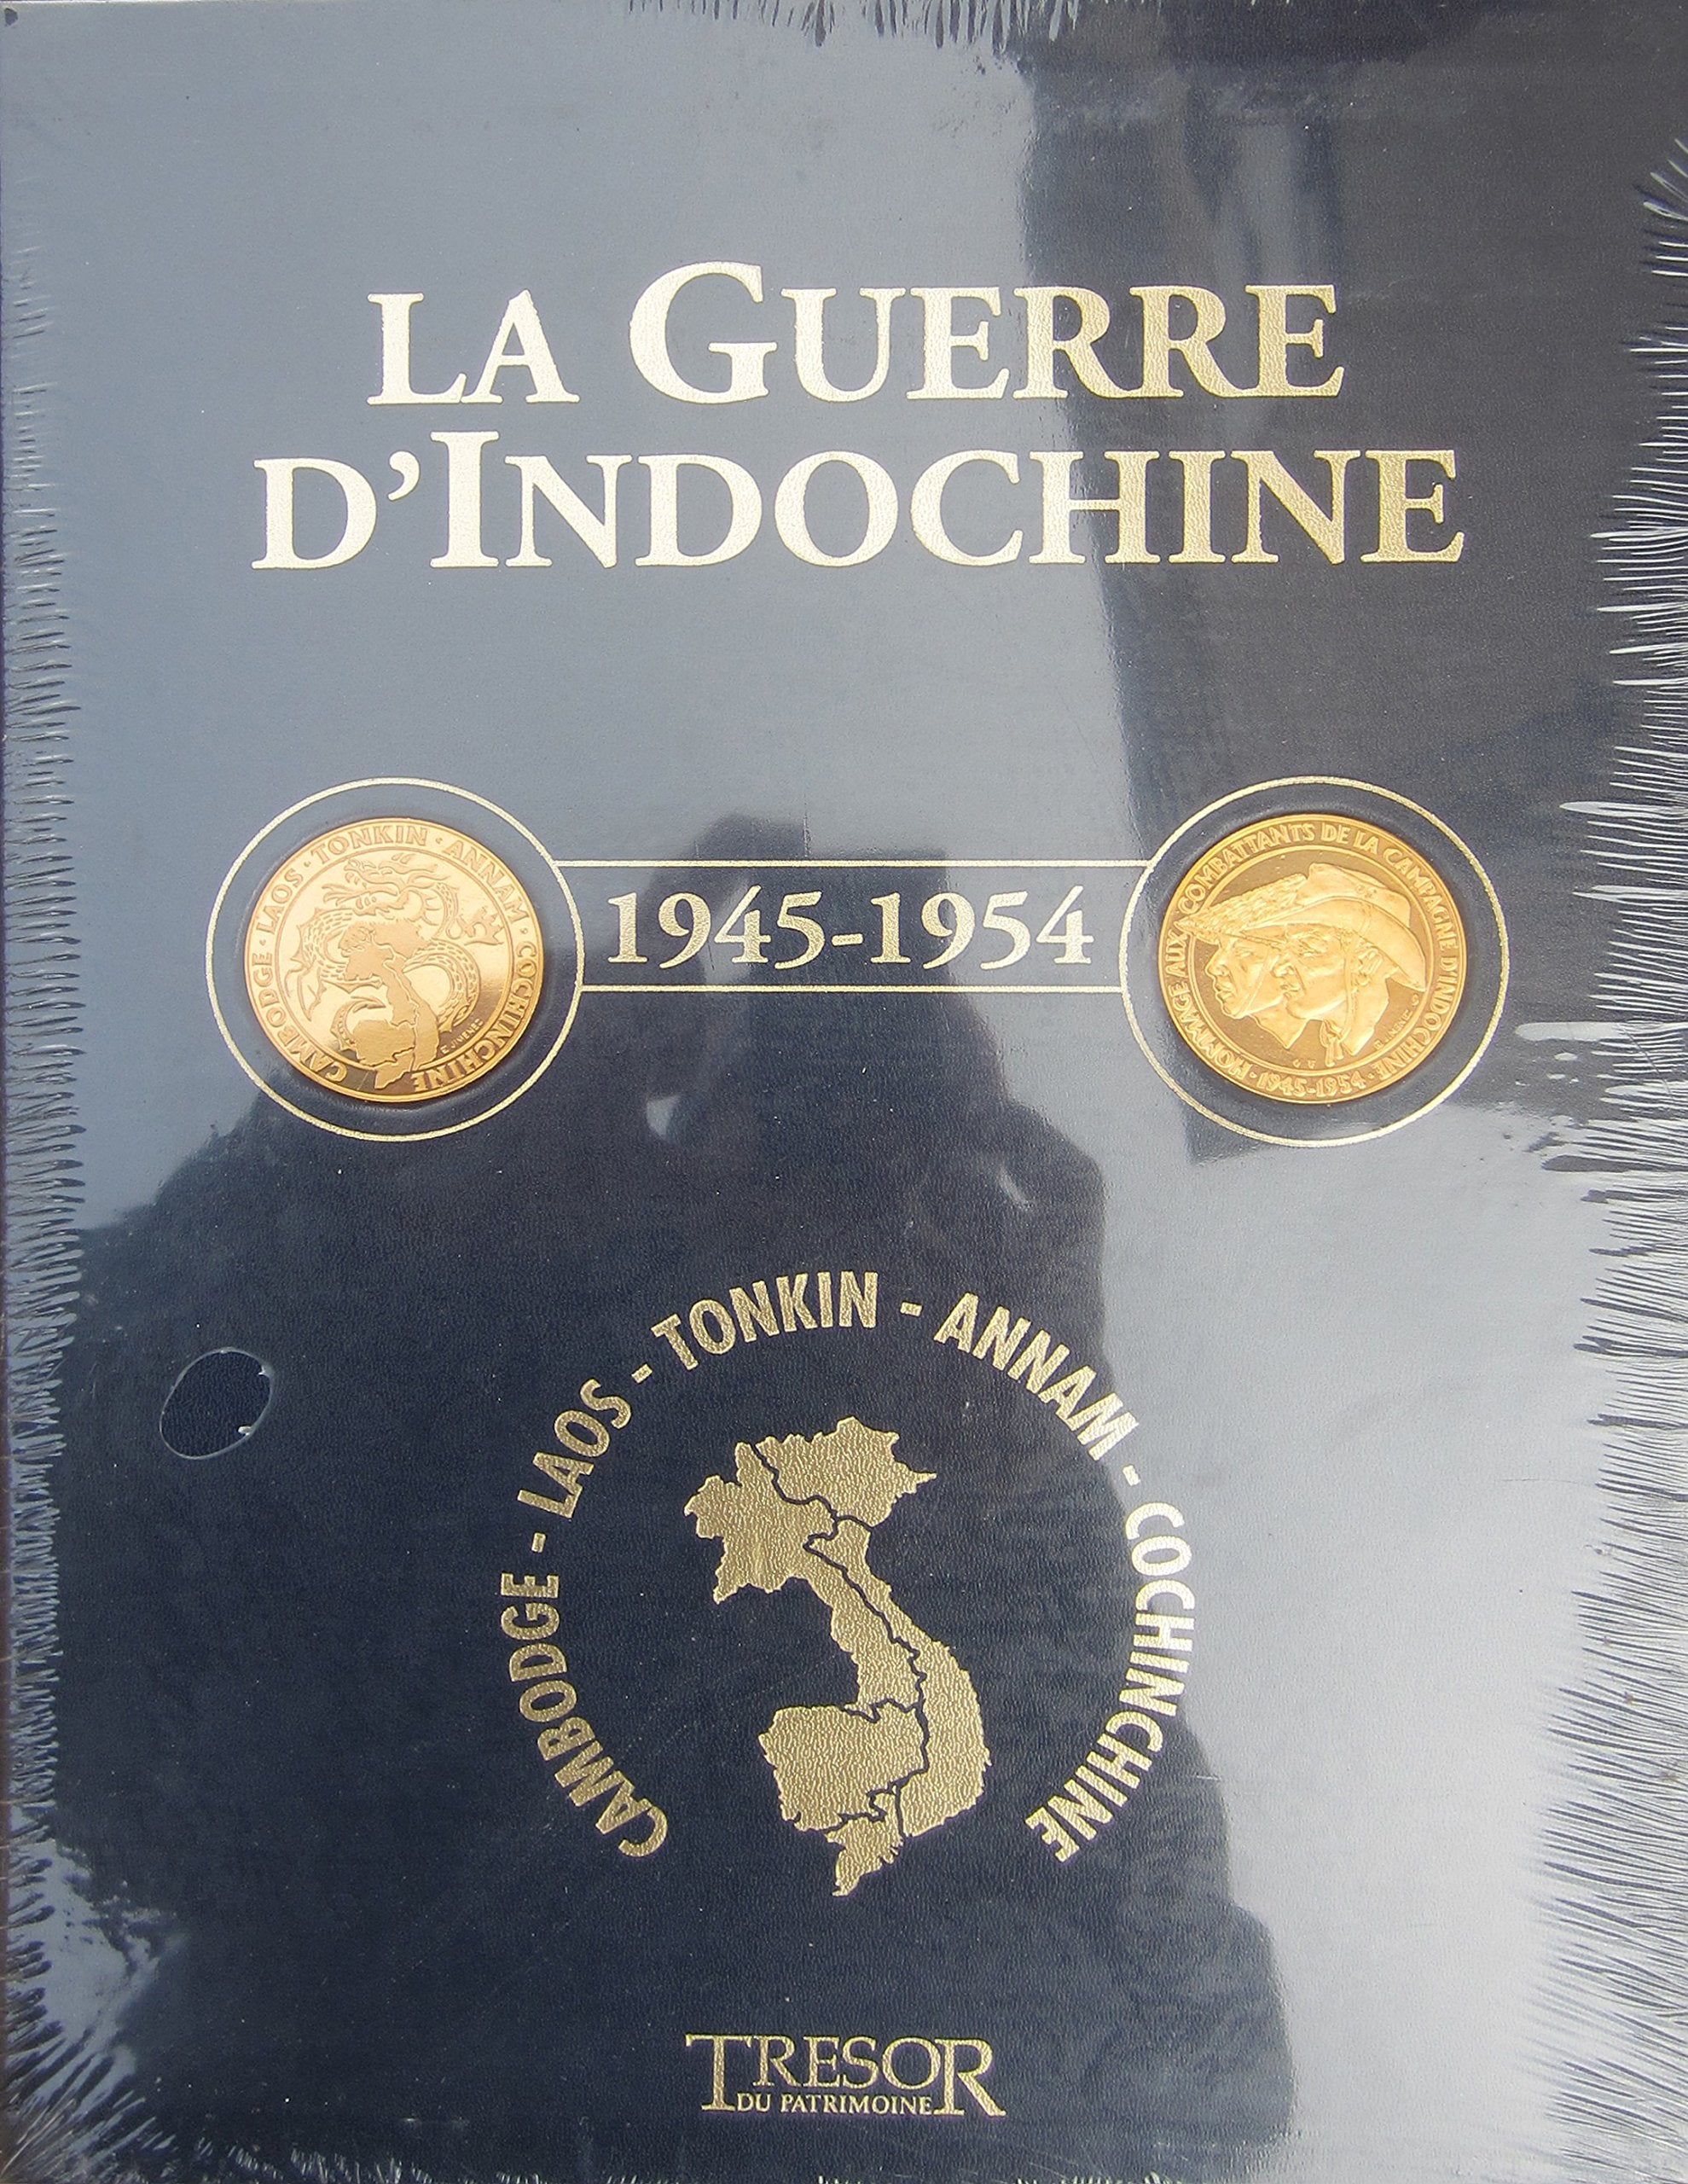 LA GUERRE
D'INDOCHINE
CAMBODGE · LAOS · TONKIN · ANNAM · COCHINCHINE
E. JIMENEZ
1945-1954
HOMMAGE AUX COMBATTANTS DE LA CAMPAGNE D'INDOCHINE
· 1945-1954 ·
CAMBODGE - LAOS - TONKIN - ANNAM - COCHINCHINE
TRESOR
DU PATRIMOINE